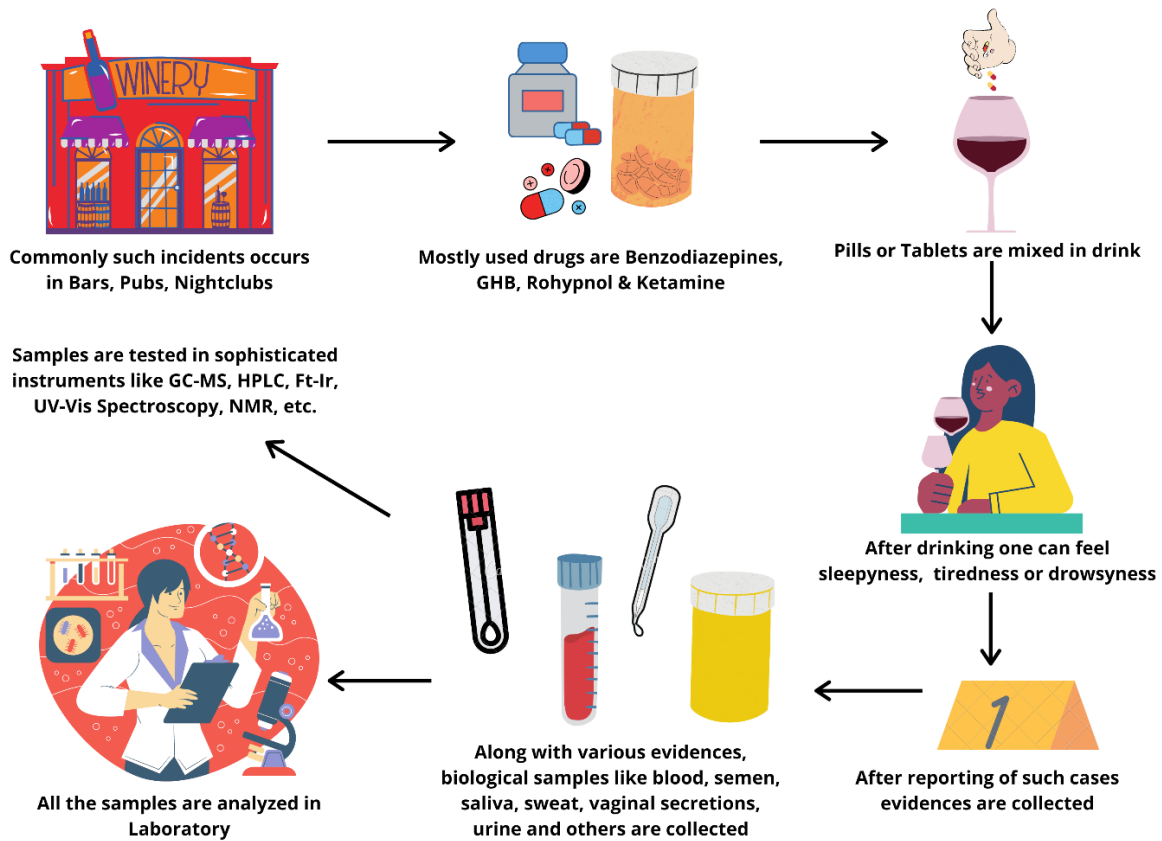 WINERY
Commonly such incidents occurs
in Bars, Pubs, Nightclubs
Mostly used drugs are Benzodiazepines,
GHB, Rohypnol & Ketamine
Pills or Tablets are mixed in drink
After drinking one can feel
sleepyness, tiredness or drowsyness
1
After reporting of such cases
evidences are collected
Along with various evidences,
biological samples like blood, semen,
saliva, sweat, vaginal secretions,
urine and others are collected
All the samples are analyzed in
Laboratory
Samples are tested in sophisticated
instruments like GC-MS, HPLC, Ft-Ir,
UV-Vis Spectroscopy, NMR, etc.